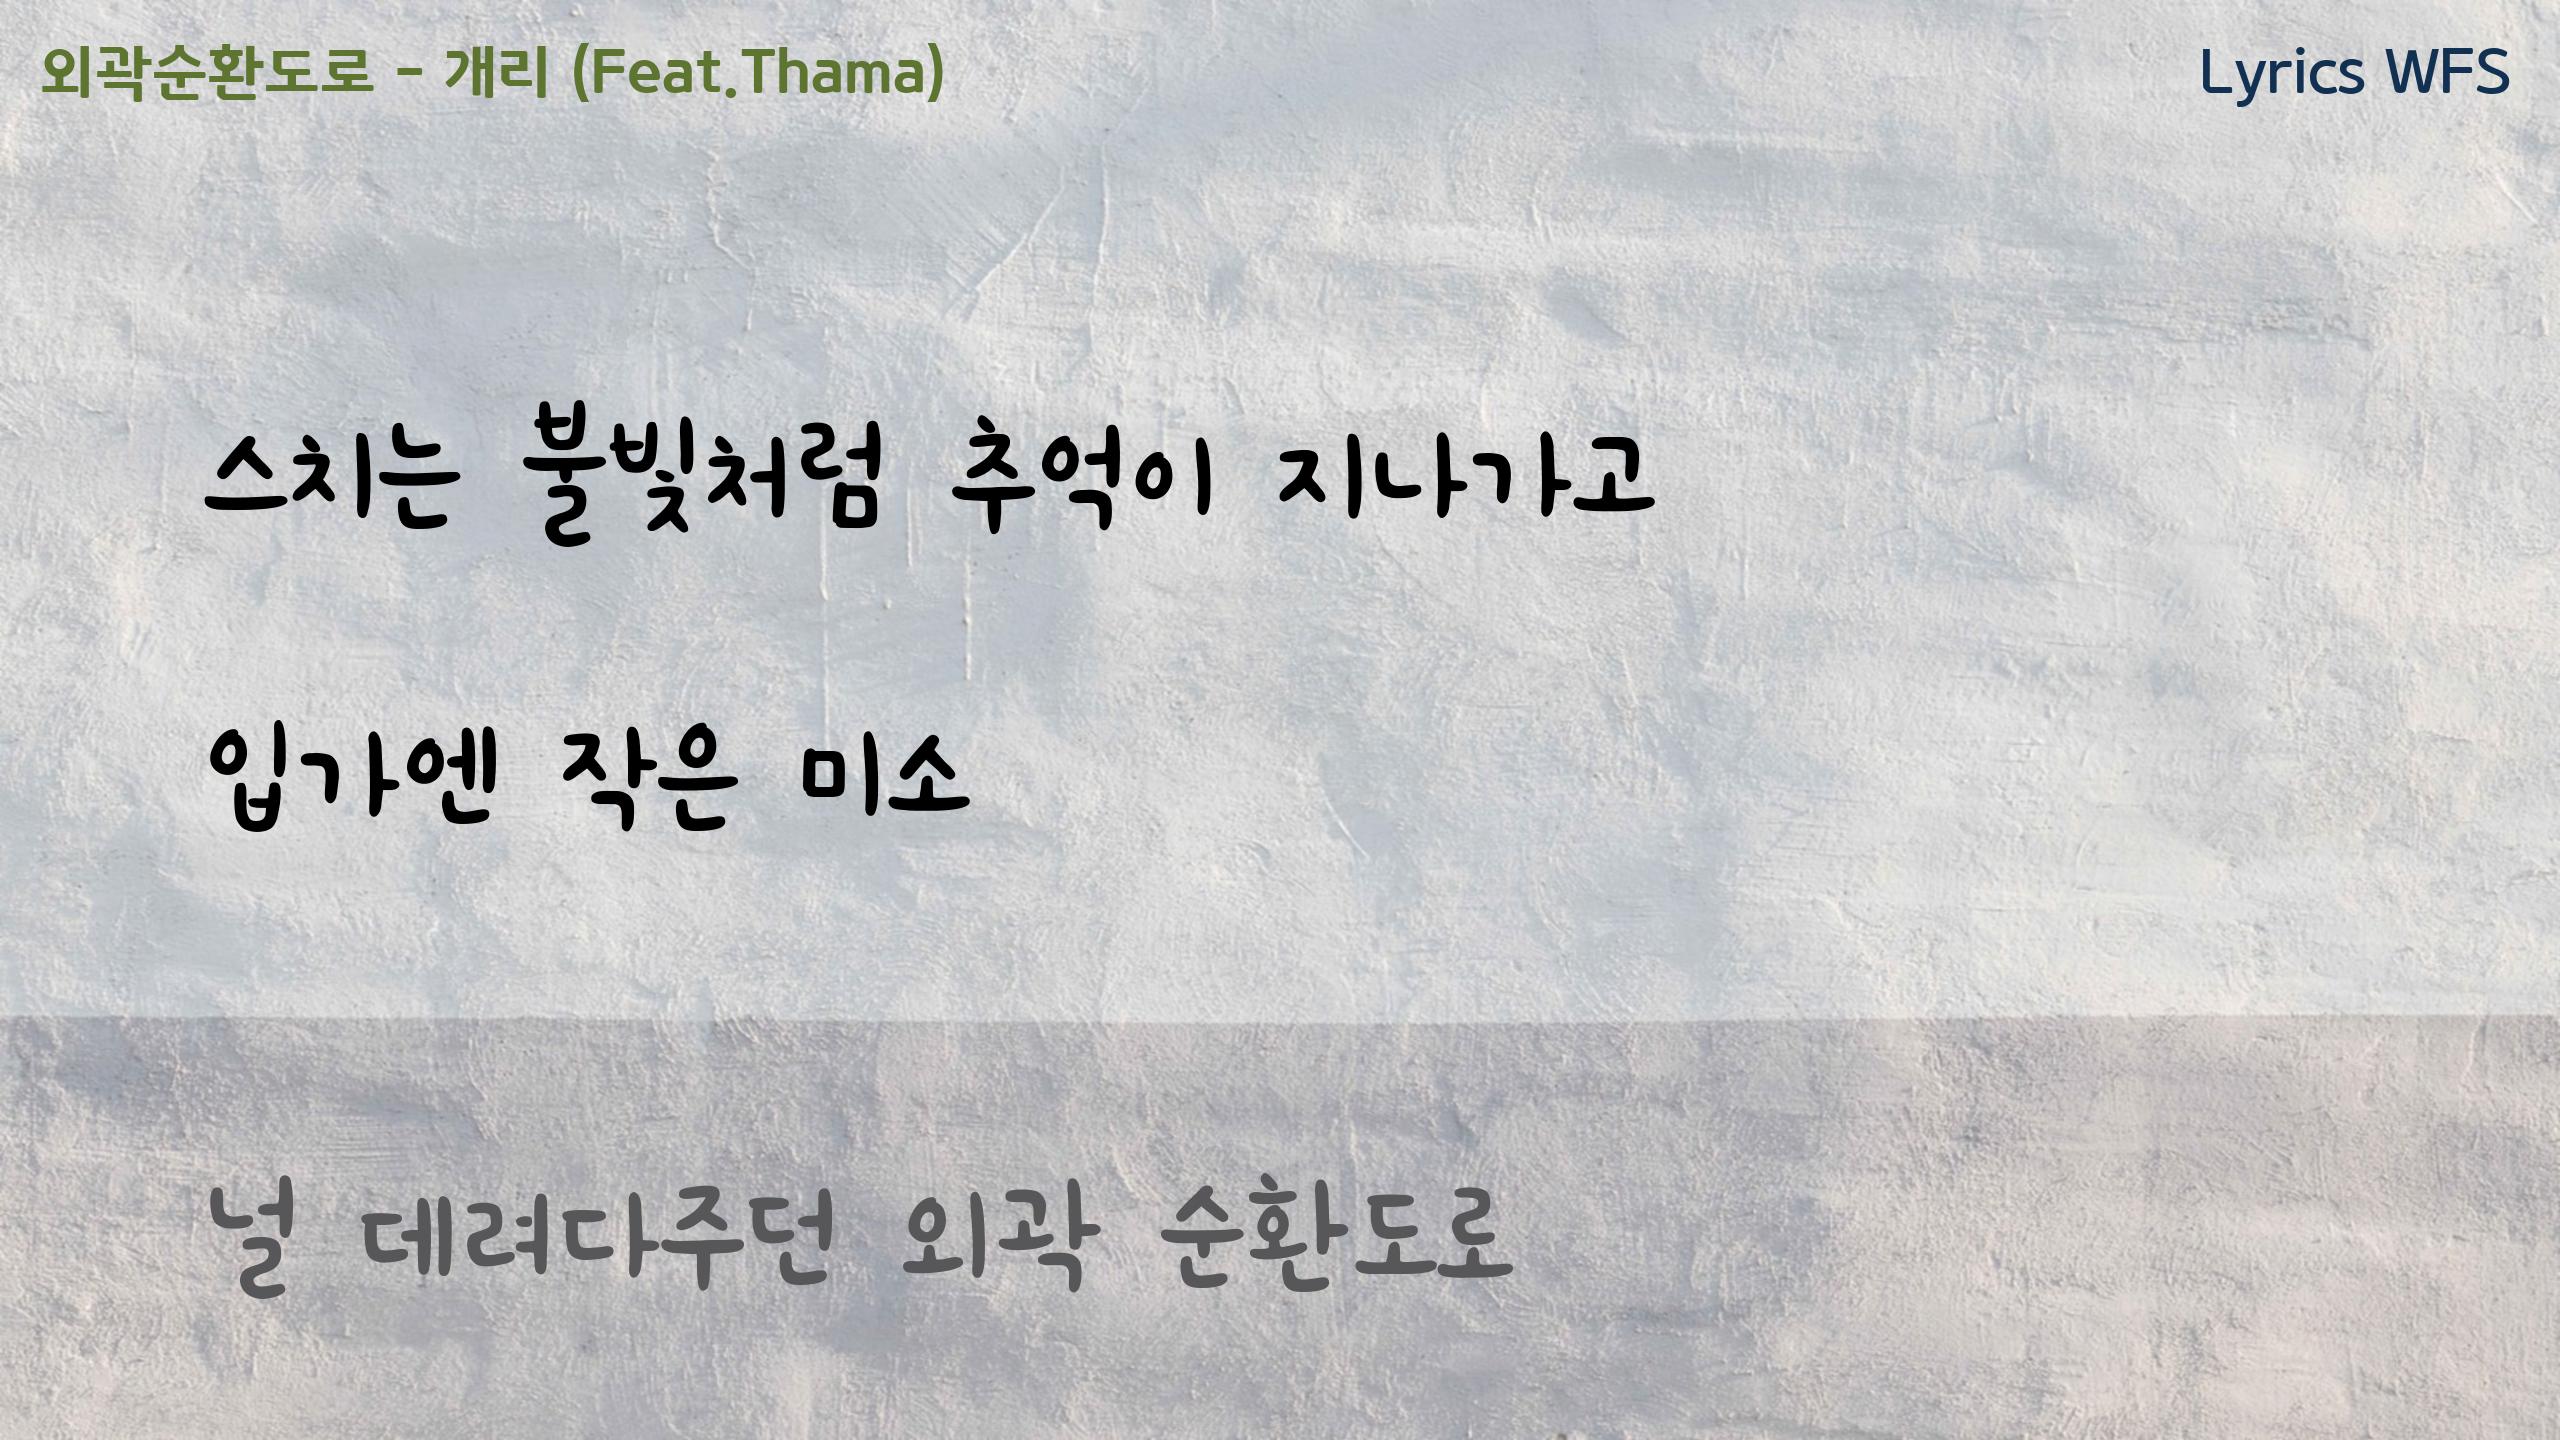 외곽순환도로 - 개리 (Feat.Thama)
Lyrics WFS
스치는 불빛처럼 추억이 지나가고
입가엔 작은 미소
널 데려다주던 외곽 순환도로